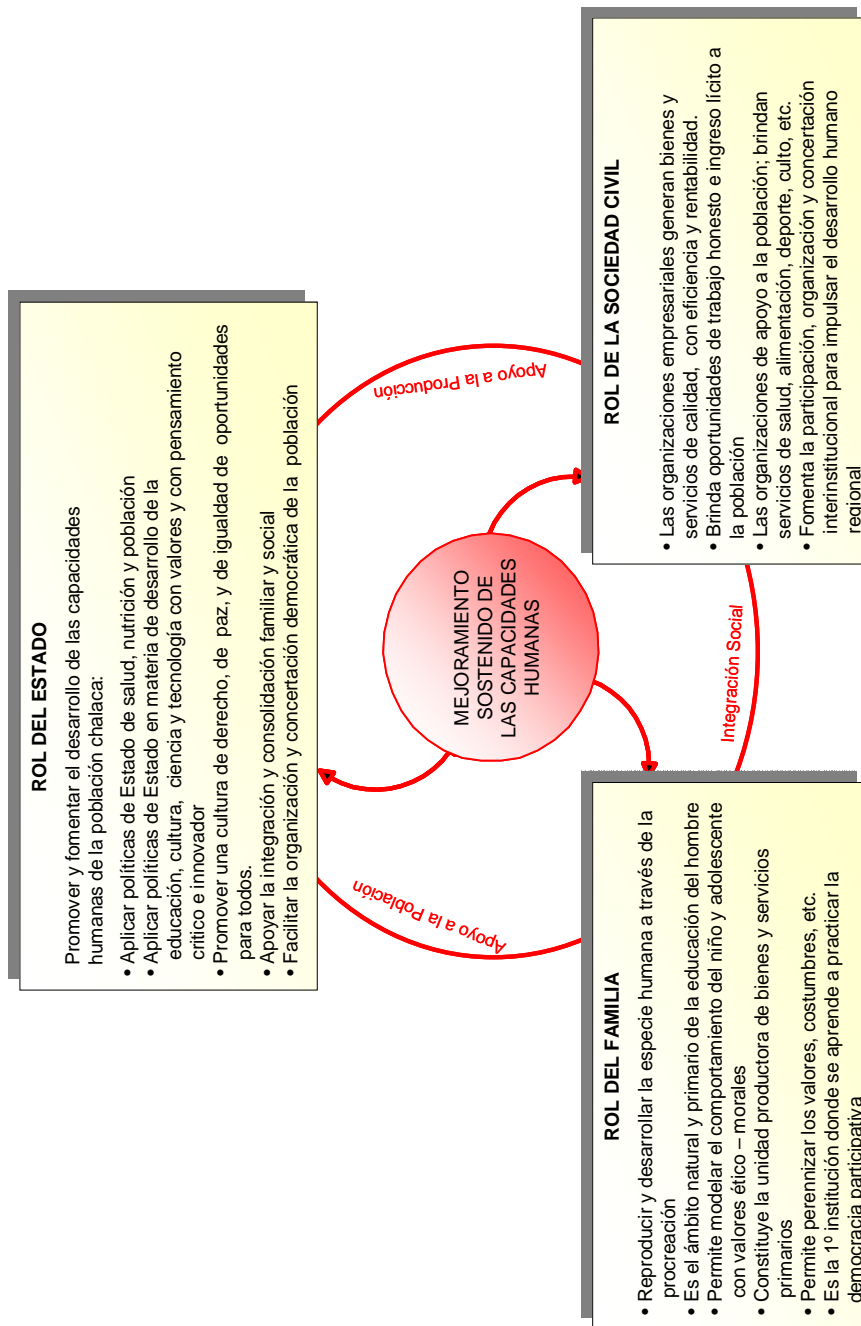 ROL DEL ESTADO
Promover y fomentar el desarrollo de las capacidades
humanas de la población chalaca:
• Aplicar políticas de Estado de salud, nutrición y población
• Aplicar políticas de Estado en materia de desarrollo de la
educación, cultura, ciencia y tecnología con valores y con pensamiento
crítico e innovador
• Promover una cultura de derecho, de paz, y de igualdad de oportunidades
para todos.
• Apoyar la integración y consolidación familiar y social
• Facilitar la organización y concertación democrática de la población
Apoyo a la Población
Apoyo a la Producción
MEJORAMIENTO
SOSTENIDO DE
LAS CAPACIDADES
HUMANAS
Integración Social
ROL DEL FAMILIA
• Reproducir y desarrollar la especie humana a través de la
procreación
• Es el ámbito natural y primario de la educación del hombre
• Permite modelar el comportamiento del niño y adolescente
con valores ético – morales
• Constituye la unidad productora de bienes y servicios
primarios
• Permite perennizar los valores, costumbres, etc.
• Es la 1º institución donde se aprende a practicar la
democracia participativa
ROL DE LA SOCIEDAD CIVIL
• Las organizaciones empresariales generan bienes y
servicios de calidad, con eficiencia y rentabilidad.
• Brinda oportunidades de trabajo honesto e ingreso lícito a
la población
• Las organizaciones de apoyo a la población; brindan
servicios de salud, alimentación, deporte, culto, etc.
• Fomenta la participación, organización y concertación
interinstitucional para impulsar el desarrollo humano
regional